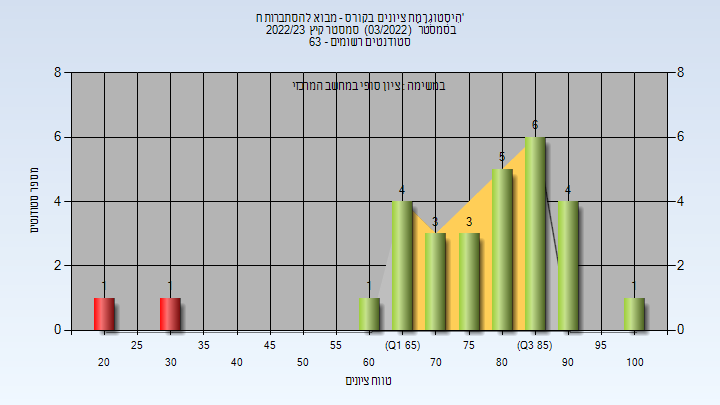 היסטוגרמת ציונים בקורס - מבוא להסתברות ח'
בסמסטר (03/2022) סמסטר קיץ 2022/23
סטודנטים רשומים - 63
במשימה : ציון סופי במחשב המרכזי
8 8
6 6
4 4
2 2
0 0
מספר סטודנטים
1 1 1 4 3 3 5 6 4 1
25 35 45 55 (Q1 65) 75 (Q3 85) 95
20 30 40 50 60 70 80 90 100
טווח ציונים